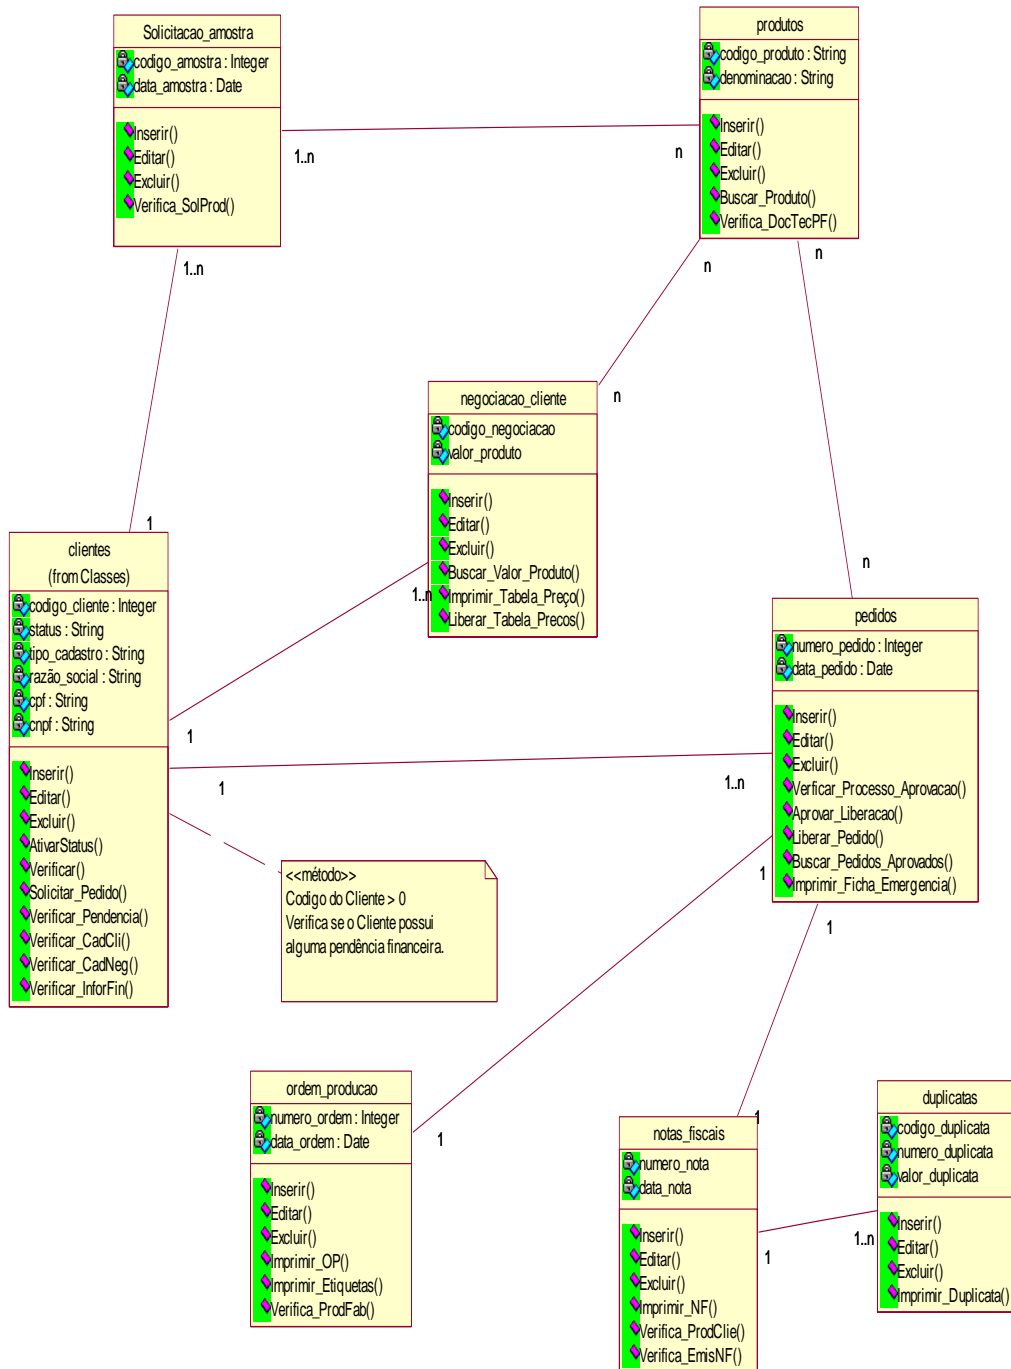 Solicitacao_amostra
codigo_amostra : Integer
data_amostra : Date
Inserir()
Editar()
Excluir()
Verifica_SolProd()
produtos
codigo_produto : String
denominacao : String
Inserir()
Editar()
Excluir()
Buscar_Produto()
Verifica_DocTecPF()
1..n
n
1..n
n
n
negociacao_cliente
codigo_negociacao
valor_produto
Inserir()
Editar()
Excluir()
Buscar_Valor_Produto()
Imprimir_Tabela_Preço()
Liberar_Tabela_Precos()
n
n
1
clientes
(from Classes)
codigo_cliente : Integer
status : String
tipo_cadastro : String
razão_social : String
cpf : String
cnpf : String
Inserir()
Editar()
Excluir()
AtivarStatus()
Verificar()
Solicitar_Pedido()
Verificar_Pendencia()
Verificar_CadCli()
Verificar_CadNeg()
Verificar_InforFin()
1..n
1
1
1..n
pedidos
numero_pedido : Integer
data_pedido : Date
Inserir()
Editar()
Excluir()
Verficar_Processo_Aprovacao()
Aprovar_Liberacao()
Liberar_Pedido()
Buscar_Pedidos_Aprovados()
Imprimir_Ficha_Emergencia()
<<método>>
Codigo do Cliente > 0
Verifica se o Cliente possui
alguma pendência financeira.
1
1
ordem_producao
numero_ordem : Integer
data_ordem : Date
Inserir()
Editar()
Excluir()
Imprimir_OP()
Imprimir_Etiquetas()
Verifica_ProdFab()
1
1
notas_fiscais
numero_nota
data_nota
Inserir()
Editar()
Excluir()
Imprimir_NF()
Verifica_ProdClie()
Verifica_EmisNF()
1
1..n
duplicatas
codigo_duplicata
numero_duplicata
valor_duplicata
Inserir()
Editar()
Excluir()
Imprimir_Duplicata()